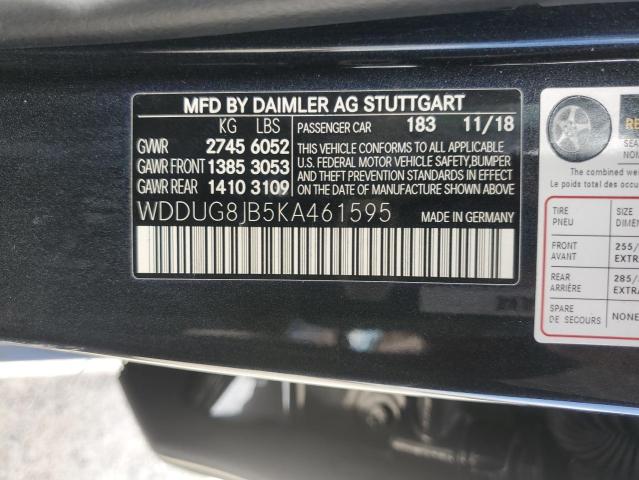 MFD BY DAIMLER AG STUTTGART
KG LBS PASSENGER CAR 183 11/18
GVWR 2745 6052
GAWR FRONT 1385 3053
GAWR REAR 1410 3109
THIS VEHICLE CONFORMS TO ALL APPLICABLE
U.S. FEDERAL MOTOR VEHICLE SAFETY,BUMPER
AND THEFT PREVENTION STANDARDS IN EFFECT
ON THE DATE OF MANUFACTURE SHOWN ABOVE.
WDDUG8JB5KA461595 MADE IN GERMANY
The combined
Le poids total des occu
TIRE SIZE
PNEU
FRONT 255/
AVANT EXTRA
REAR 285/
ARRIÈRE EXTRA
SPARE NONE
DE SECOURS